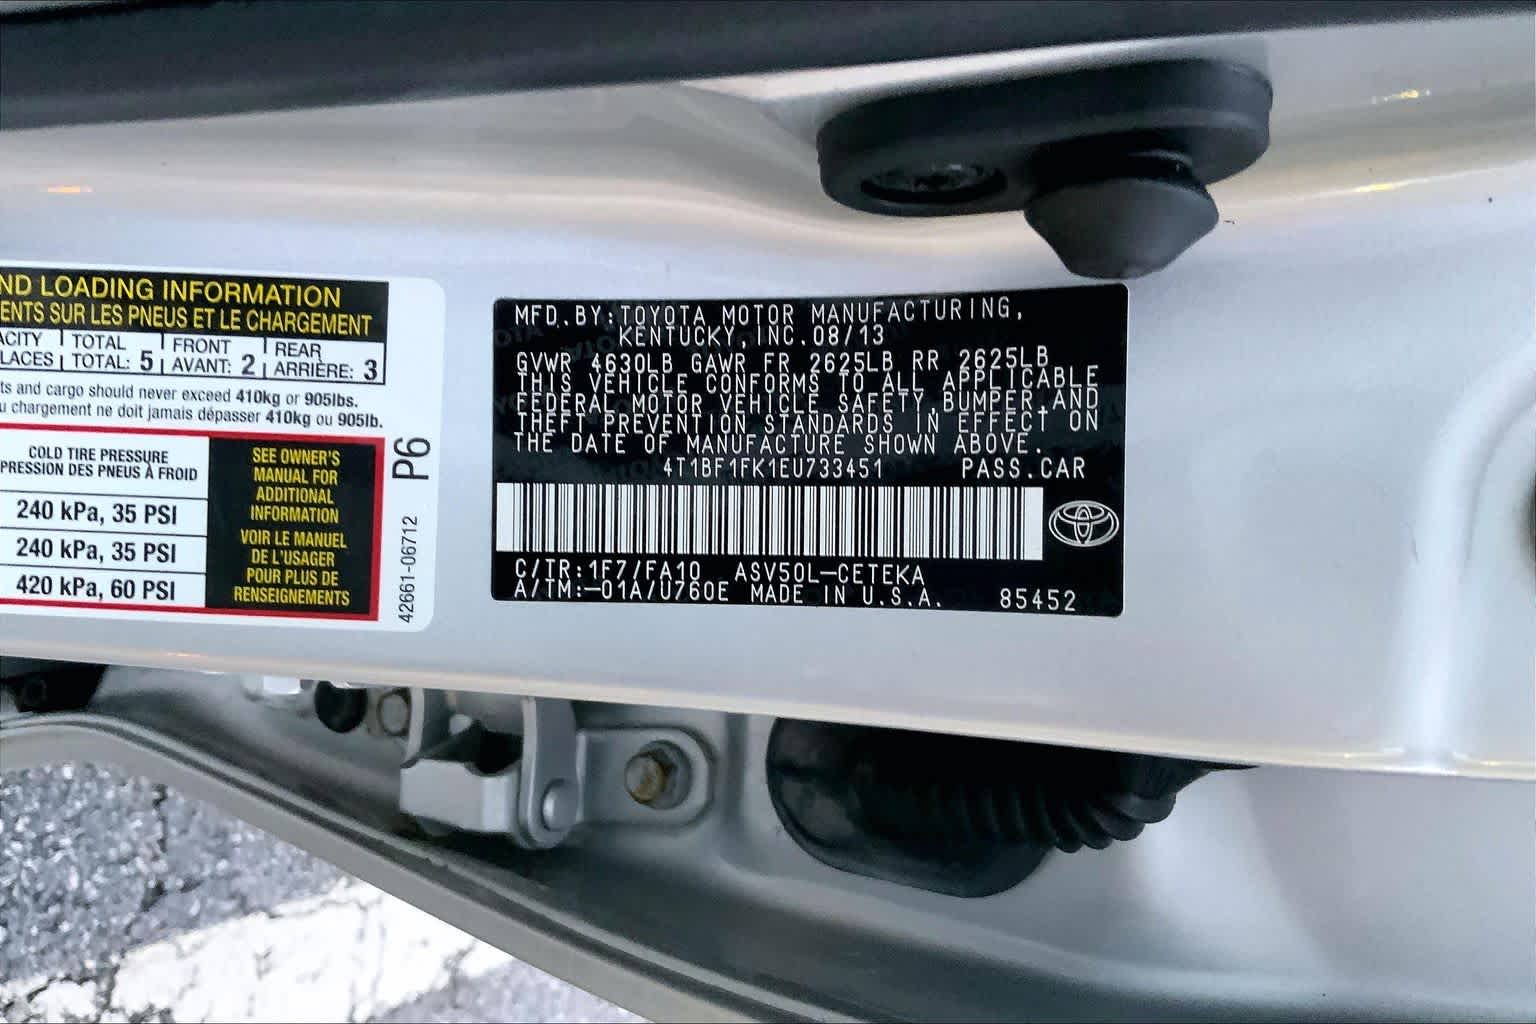 ND LOADING INFORMATION
ENTS SUR LES PNEUS ET LE CHARGEMENT
ACITY TOTAL FRONT REAR
LACES TOTAL: 5 AVANT: 2 ARRIÈRE: 3
ts and cargo should never exceed 410kg or 905lbs.
u chargement ne doit jamais dépasser 410kg ou 905lb.
COLD TIRE PRESSURE
PRESSION DES PNEUS À FROID
240 kPa, 35 PSI
240 kPa, 35 PSI
420 kPa, 60 PSI
SEE OWNER'S
MANUAL FOR
ADDITIONAL
INFORMATION
VOIR LE MANUEL
DE L'USAGER
POUR PLUS DE
RENSEIGNEMENTS
P6
42661-06712
MFD.BY:TOYOTA MOTOR MANUFACTURING,
KENTUCKY,INC.08/13
GVWR 4630LB GAWR FR 2625LB RR 2625LB
THIS VEHICLE CONFORMS TO ALL APPLICABLE
FEDERAL MOTOR VEHICLE SAFETY,BUMPER,AND
THEFT PREVENTION STANDARDS IN EFFECT ON
THE DATE OF MANUFACTURE SHOWN ABOVE.
4T1BF1FK1EU733451 PASS.CAR
C/TR:1F7/FA10 ASV50L-CETEKA
A/TM:-01A/U760E MADE IN U.S.A. 85452